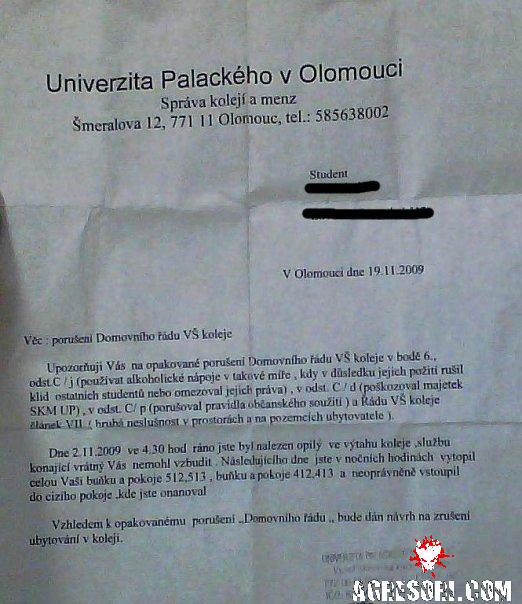 Univerzita Palackého v Olomouci
Správa kolejí a menz
Šmeralova 12, 771 11 Olomouc, tel.: 585638002
Student
V Olomouci dne 19.11.2009
Věc : porušení Domovního řádu VŠ koleje
Upozorňuji Vás na opakované porušení Domovního řádu VŠ koleje v bodě 6.,
odst.C / j (používat alkoholické nápoje v takové míře , kdy v důsledku jejich požití rušil
klid ostatních studentů nebo omezoval jejich práva) , v odst. C / d (poškozoval majetek
SKM UP) , v odst. C/ p (porušoval pravidla občanského soužití ) a Řádu VŠ koleje
článek VII. ( hrubá neslušnost v prostorách a na pozemcích ubytovatele ).
Dne 2.11.2009 ve 4.30 hod ráno jste byl nalezen opilý ve výtahu koleje ,službu
konající vrátný Vás nemohl vzbudit . Následujícího dne jste v nočních hodinách vytopil
celou Vaši buňku a pokoje 512,513 , buňku a pokoje 412,413 a neoprávněně vstoupil
do cizího pokoje ,kde jste onanoval
Vzhledem k opakovanému porušení „Domovního řádu „ bude dán návrh na zrušení
ubytování v koleji.
UNIVERZITA
AGRESORI.COM